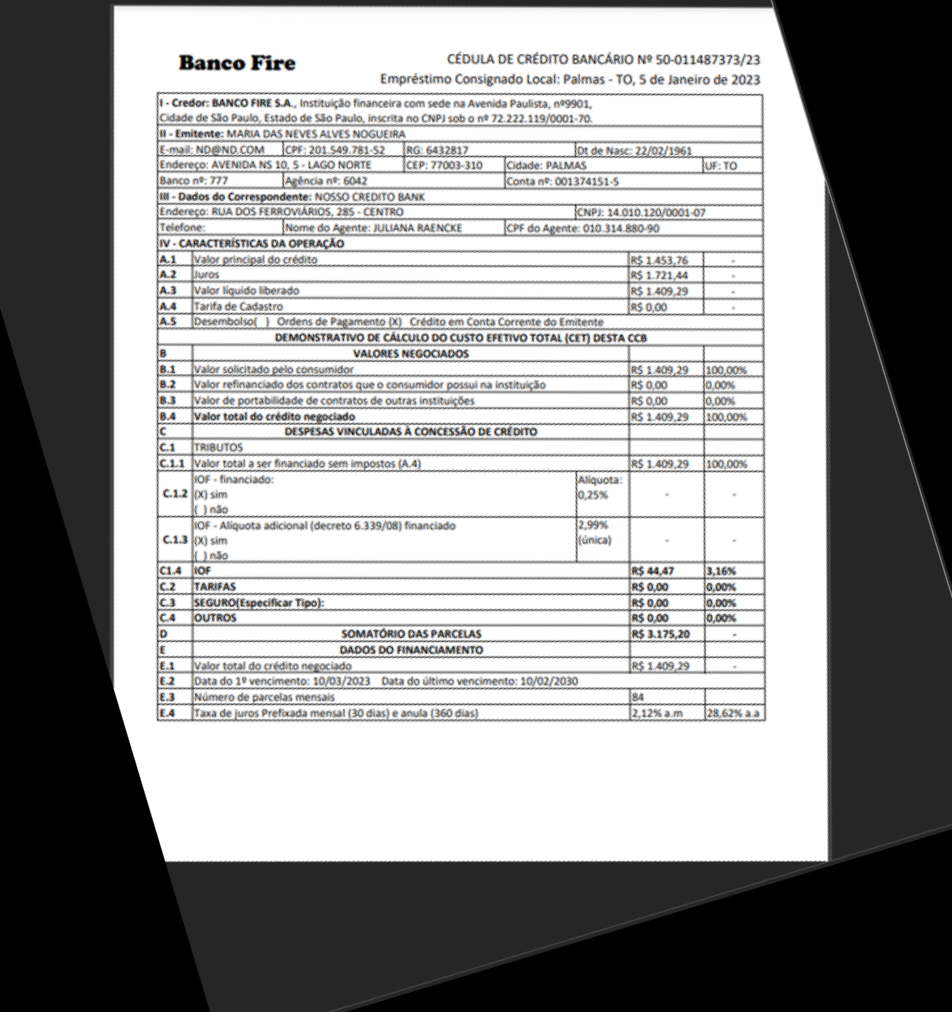 Banco Fire
CÉDULA DE CRÉDITO BANCÁRIO Nº 50-011487373/23
Empréstimo Consignado Local: Palmas - TO, 5 de Janeiro de 2023
I - Credor: BANCO FIRE S.A., Instituição financeira com sede na Avenida Paulista, nº9901,
Cidade de São Paulo, Estado de São Paulo, inscrita no CNPJ sob o nº 72.222.119/0001-70.
II - Emitente: MARIA DAS NEVES ALVES NOGUEIRA
E-mail: ND@ND.COM CPF: 201.549.781-52 RG: 6432817 Dt de Nasc: 22/02/1961
Endereço: AVENIDA NS 10, 5 - LAGO NORTE CEP: 77003-310 Cidade: PALMAS UF: TO
Banco nº: 777 Agência nº: 6042 Conta nº: 001374151-5
III - Dados do Correspondente: NOSSO CREDITO BANK
Endereço: RUA DOS FERROVIÁRIOS, 285 - CENTRO CNPJ: 14.010.120/0001-07
Telefone: Nome do Agente: JULIANA RAENCKE CPF do Agente: 010.314.880-90
IV - CARACTERÍSTICAS DA OPERAÇÃO
A.1 Valor principal do crédito R$ 1.453,76 -
A.2 Juros R$ 1.721,44 -
A.3 Valor líquido liberado R$ 1.409,29 -
A.4 Tarifa de Cadastro R$ 0,00 -
A.5 Desembolso( ) Ordens de Pagamento (X) Crédito em Conta Corrente do Emitente
DEMONSTRATIVO DE CÁLCULO DO CUSTO EFETIVO TOTAL (CET) DESTA CCB
B VALORES NEGOCIADOS
B.1 Valor solicitado pelo consumidor R$ 1.409,29 100,00%
B.2 Valor refinanciado dos contratos que o consumidor possui na instituição R$ 0,00 0,00%
B.3 Valor de portabilidade de contratos de outras instituições R$ 0,00 0,00%
B.4 Valor total do crédito negociado R$ 1.409,29 100,00%
C DESPESAS VINCULADAS À CONCESSÃO DE CRÉDITO
C.1 TRIBUTOS
C.1.1 Valor total a ser financiado sem impostos (A.4) R$ 1.409,29 100,00%
IOF - financiado: Alíquota:
C.1.2 (X) sim 0,25% - -
( ) não
IOF - Alíquota adicional (decreto 6.339/08) financiado 2,99%
C.1.3 (X) sim (única) - -
( ) não
C1.4 IOF R$ 44,47 3,16%
C.2 TARIFAS R$ 0,00 0,00%
C.3 SEGURO(Especificar Tipo): R$ 0,00 0,00%
C.4 OUTROS R$ 0,00 0,00%
D SOMATÓRIO DAS PARCELAS R$ 3.175,20 -
E DADOS DO FINANCIAMENTO
E.1 Valor total do crédito negociado R$ 1.409,29 -
E.2 Data do 1º vencimento: 10/03/2023 Data do último vencimento: 10/02/2030
E.3 Número de parcelas mensais 84
E.4 Taxa de juros Prefixada mensal (30 dias) e anula (360 dias) 2,12% a.m 28,62% a.a